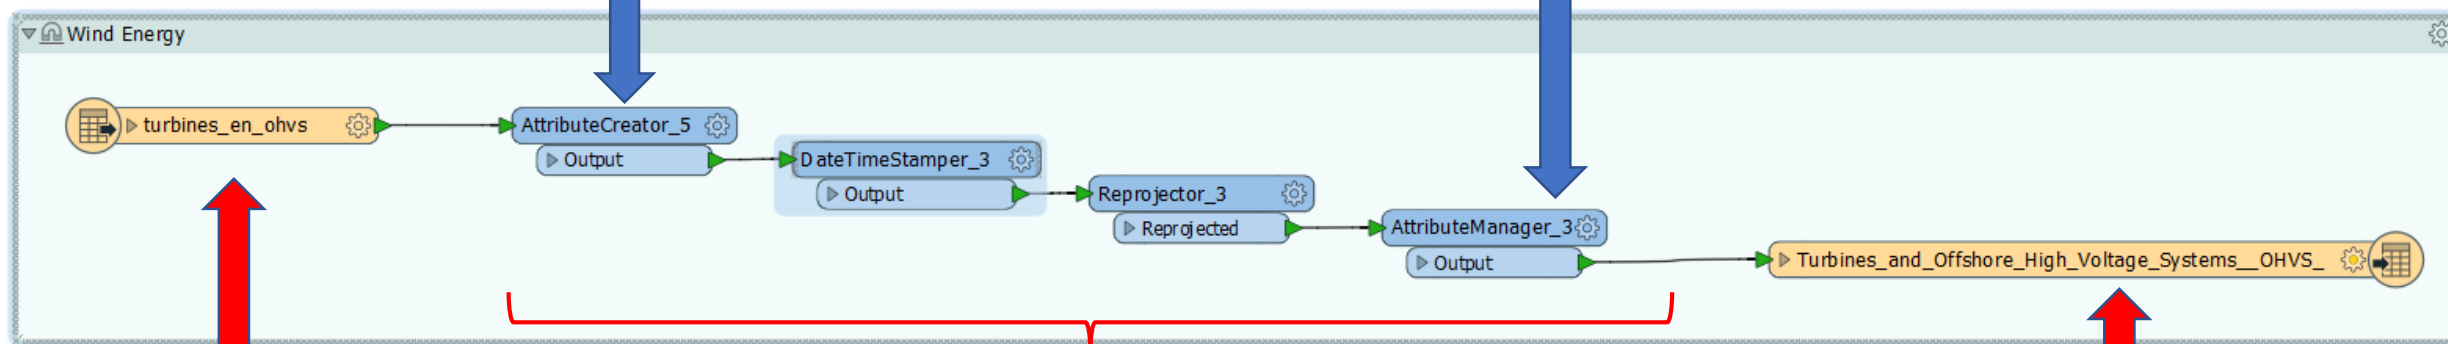 Wind Energy
turbines_en_ohvs
AttributeCreator_5
Output
DateTimeStamper_3
Output
Reprojector_3
Reprojected
AttributeManager_3
Output
Turbines_and_Offshore_High_Voltage_Systems__OHVS_